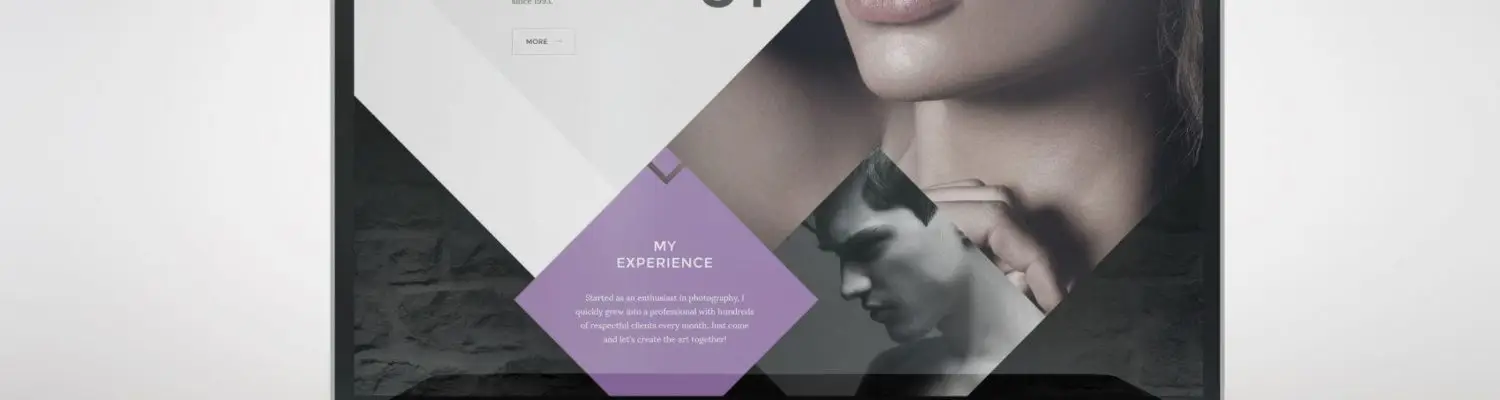 since 1995.
MORE
MY
EXPERIENCE
Started as an enthusiast in photography, I
quickly grew into a professional with hundreds
of respectful clients every month. Just come
and let's create the art together!